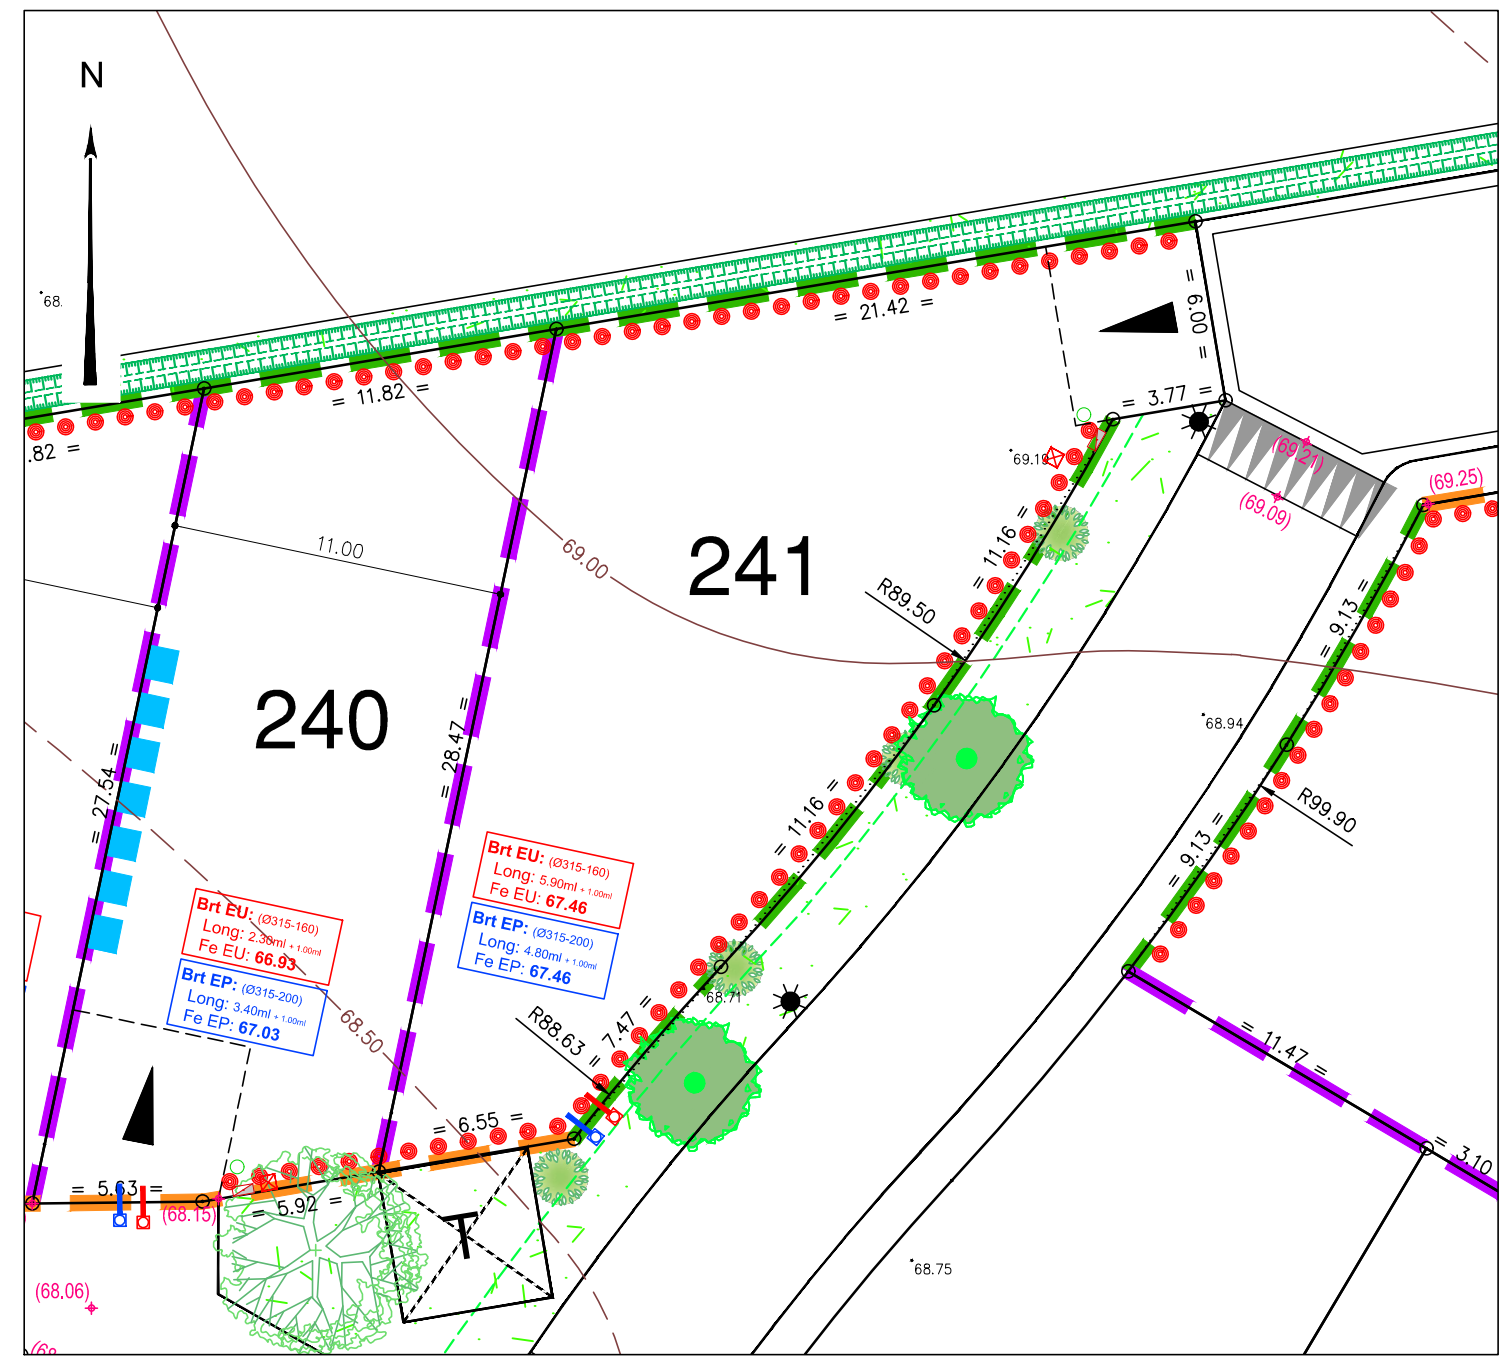 N
68.
= 6.00 =
= 21.42 =
= 11.82 =
= 3.77 =
.82 =
69.19
(69.21)
(69.25)
(69.09)
11.00
69.00
241
= 11.16 =
R89.50
= 9.13 =
240
68.94
= 28.47 =
= 27.54 =
R99.90
= 11.16 =
= 9.13 =
Brt EU: (Ø315-160)
Long: 5.90ml + 1.00ml
Fe EU: 67.46
Brt EP: (Ø315-200)
Long: 4.80ml + 1.00ml
Fe EP: 67.46
Brt EU: (Ø315-160)
Long: 2.30ml + 1.00ml
Fe EU: 66.93
Brt EP: (Ø315-200)
Long: 3.40ml + 1.00ml
Fe EP: 67.03
68.71
68.50
R88.63
= 7.47 =
= 11.47 =
= 6.55 =
= 3.10
= 5.63 =
= 5.92 =
(68.15)
T
68.75
(68.06)